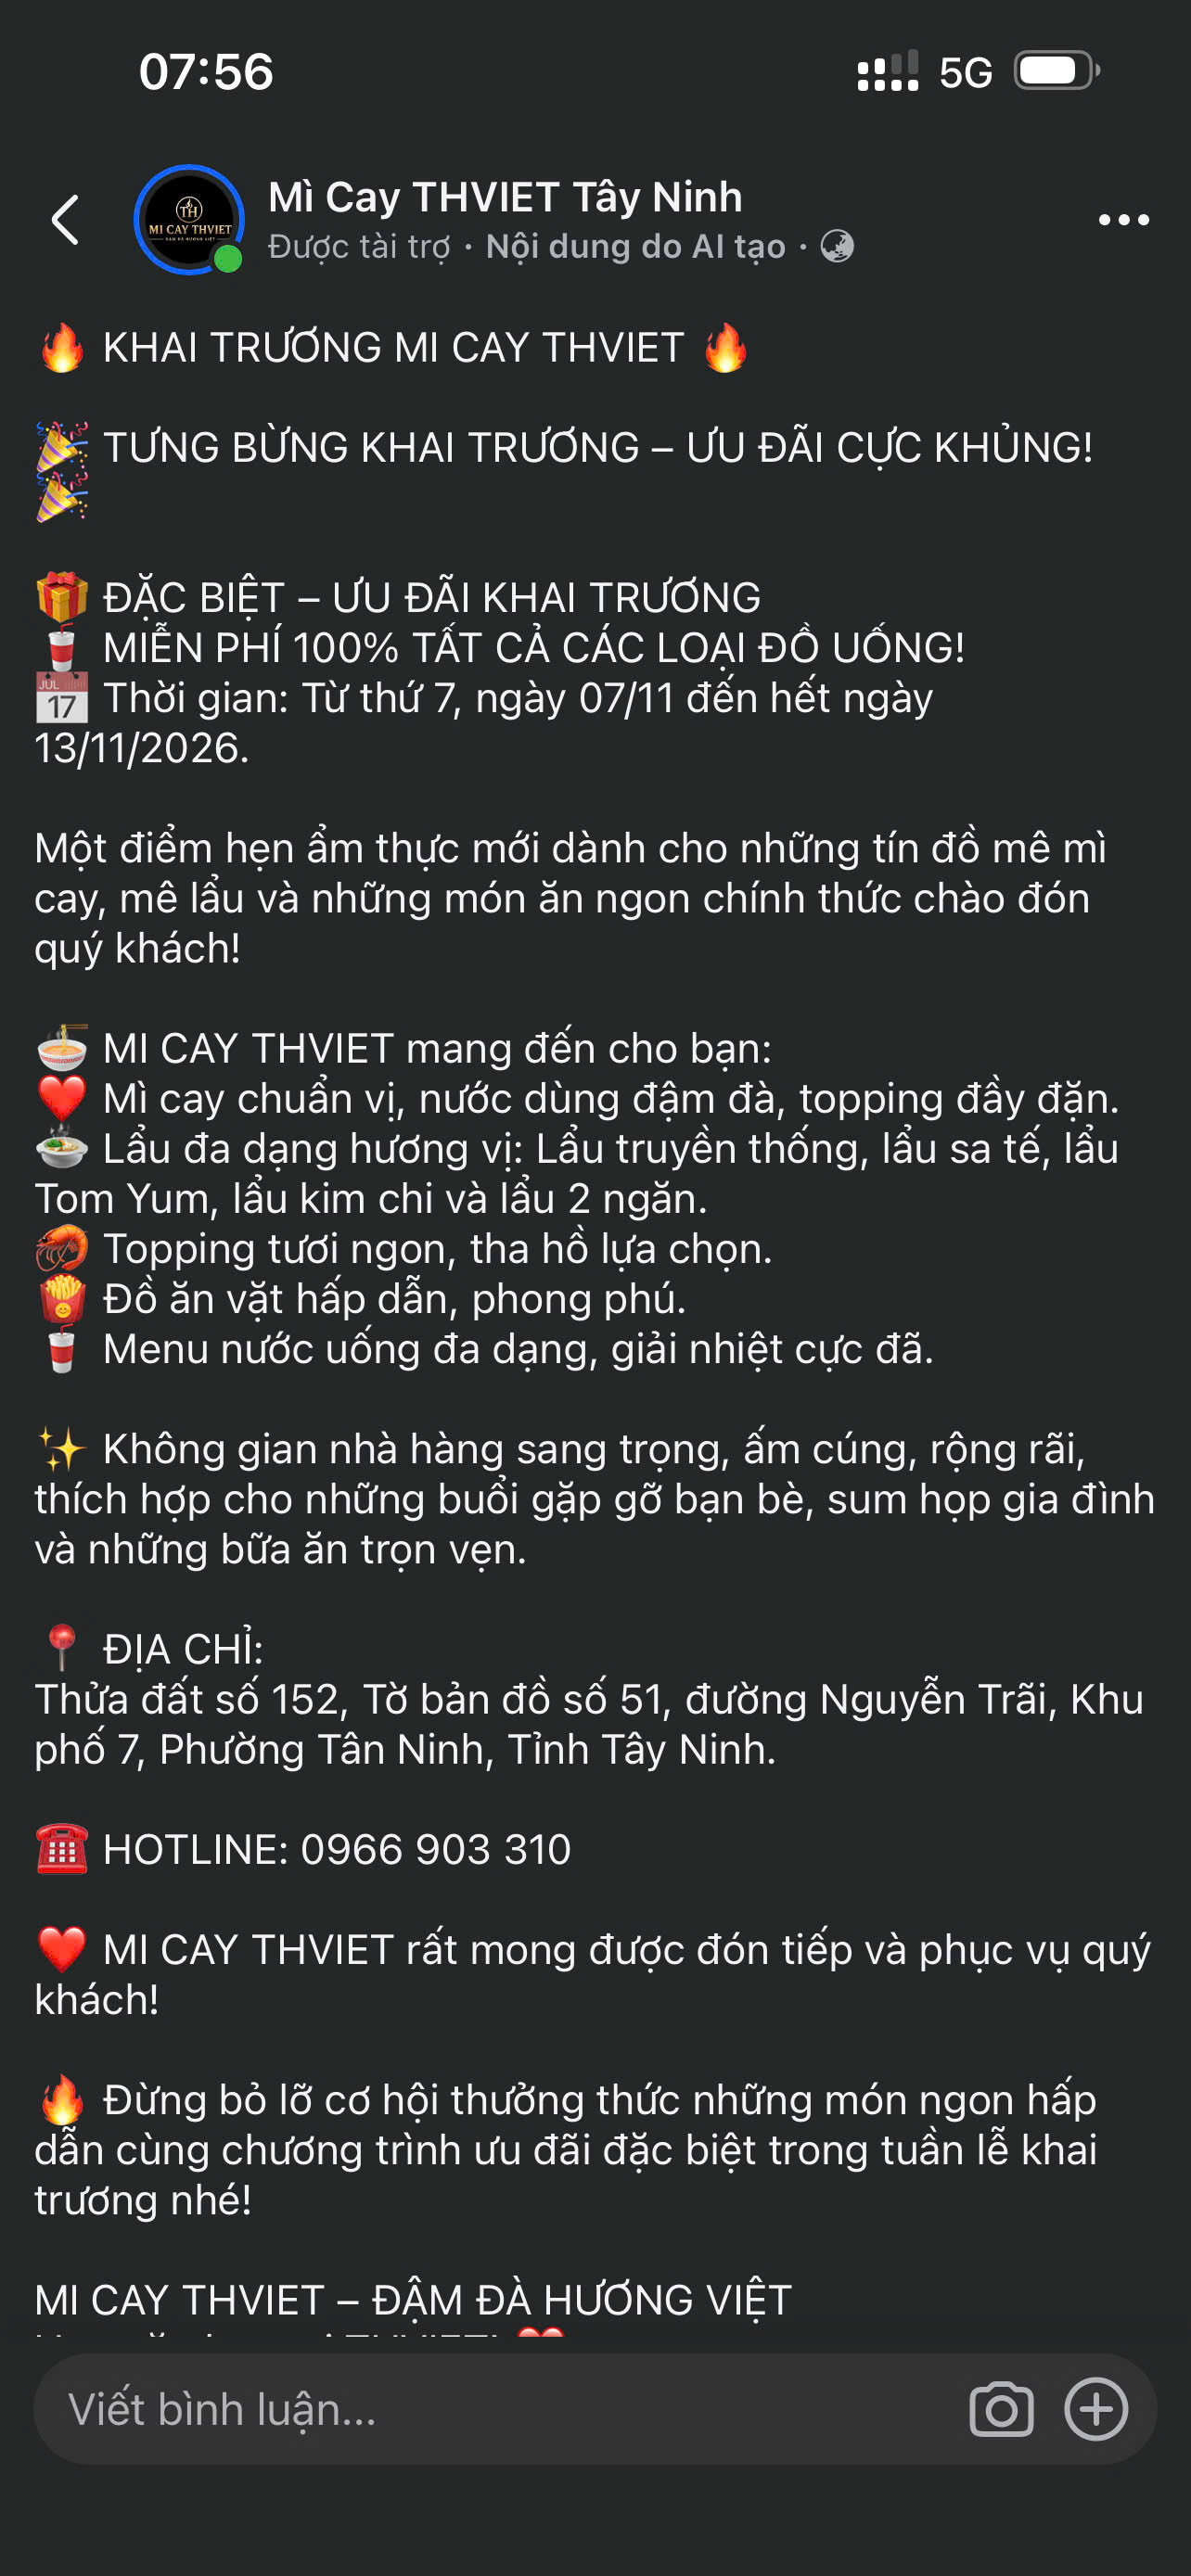 07:56
5G
Mì Cay THVIET Tây Ninh
TH
MI CAY THVIET
ĐẬM ĐÀ HƯƠNG VIỆT
Được tài trợ · Nội dung do AI tạo ·
🔥 KHAI TRƯƠNG MI CAY THVIET 🔥
🎉 TƯNG BỪNG KHAI TRƯƠNG – ƯU ĐÃI CỰC KHỦNG!
🎉
🎁 ĐẶC BIỆT – ƯU ĐÃI KHAI TRƯƠNG
🥤 MIỄN PHÍ 100% TẤT CẢ CÁC LOẠI ĐỒ UỐNG!
📅 Thời gian: Từ thứ 7, ngày 07/11 đến hết ngày
13/11/2026.
Một điểm hẹn ẩm thực mới dành cho những tín đồ mê mì
cay, mê lẩu và những món ăn ngon chính thức chào đón
quý khách!
🍜 MI CAY THVIET mang đến cho bạn:
❤️ Mì cay chuẩn vị, nước dùng đậm đà, topping đầy đặn.
🍲 Lẩu đa dạng hương vị: Lẩu truyền thống, lẩu sa tế, lẩu
Tom Yum, lẩu kim chi và lẩu 2 ngăn.
🦐 Topping tươi ngon, tha hồ lựa chọn.
🍟 Đồ ăn vặt hấp dẫn, phong phú.
🥤 Menu nước uống đa dạng, giải nhiệt cực đã.
✨ Không gian nhà hàng sang trọng, ấm cúng, rộng rãi,
thích hợp cho những buổi gặp gỡ bạn bè, sum họp gia đình
và những bữa ăn trọn vẹn.
📍 ĐỊA CHỈ:
Thửa đất số 152, Tờ bản đồ số 51, đường Nguyễn Trãi, Khu
phố 7, Phường Tân Ninh, Tỉnh Tây Ninh.
☎️ HOTLINE: 0966 903 310
❤️ MI CAY THVIET rất mong được đón tiếp và phục vụ quý
khách!
🔥 Đừng bỏ lỡ cơ hội thưởng thức những món ngon hấp
dẫn cùng chương trình ưu đãi đặc biệt trong tuần lễ khai
trương nhé!
MI CAY THVIET – ĐẬM ĐÀ HƯƠNG VIỆT
Viết bình luận...